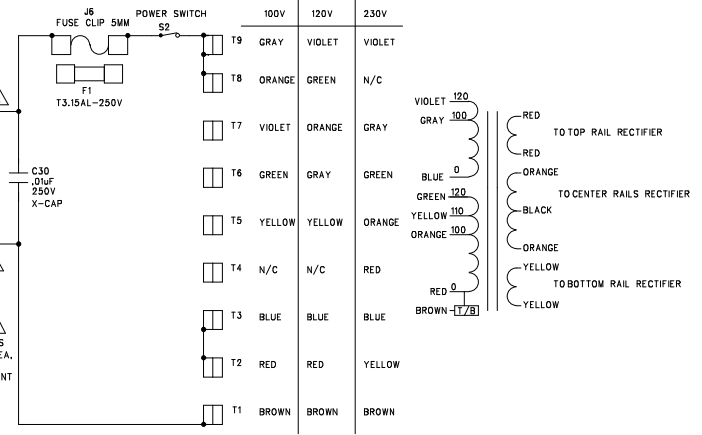 J6
FUSE CLIP 5MM
POWER SWITCH
S2
F1
T3.15AL-250V
C30
.01uF
250V
X-CAP
S
EA,
NT
100V 120V 230V
T9 GRAY VIOLET VIOLET
T8 ORANGE GREEN N/C
T7 VIOLET ORANGE GRAY
T6 GREEN GRAY GREEN
T5 YELLOW YELLOW ORANGE
T4 N/C N/C RED
T3 BLUE BLUE BLUE
T2 RED RED YELLOW
T1 BROWN BROWN BROWN
VIOLET 120
GRAY 100
BLUE 0
GREEN 120
YELLOW 110
ORANGE 100
RED 0
BROWN T/B
RED
TO TOP RAIL RECTIFIER
RED
ORANGE
TO CENTER RAILS RECTIFIER
BLACK
ORANGE
YELLOW
TO BOTTOM RAIL RECTIFIER
YELLOW